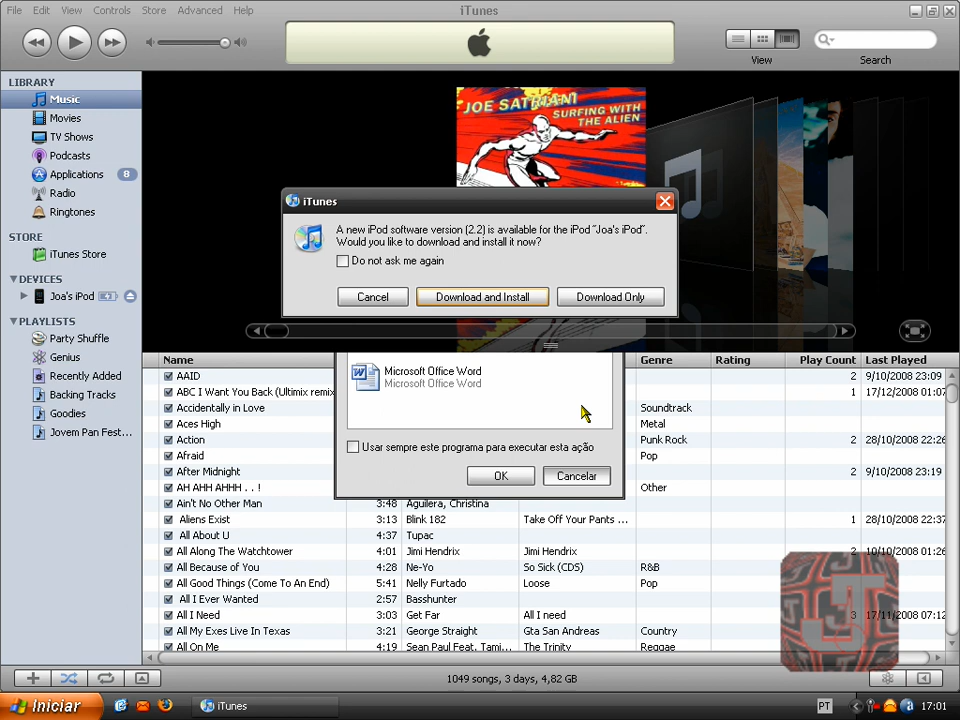 File Edit View Controls Store Advanced Help
iTunes
View
Search
LIBRARY
Music
Movies
TV Shows
Podcasts
Applications 8
Radio
Ringtones
STORE
iTunes Store
DEVICES
Joa's iPod
PLAYLISTS
Party Shuffle
Genius
Recently Added
Backing Tracks
Goodies
Jovem Pan Fest...
JOE SATRIANI
SURFING WITH
THE ALIEN
iTunes
A new iPod software version (2.2) is available for the iPod "Joa's iPod".
Would you like to download and install it now?
Do not ask me again
Cancel Download and Install Download Only
Microsoft Office Word
Microsoft Office Word
Usar sempre este programa para executar esta ação
OK Cancelar
Name Genre Rating Play Count Last Played
AAID 2 9/10/2008 23:09
ABC I Want You Back (Ultimix remix 1 17/12/2008 01:07
Accidentally in Love Soundtrack
Aces High Metal
Action Punk Rock 2 28/10/2008 22:26
Afraid Pop
After Midnight 2 9/10/2008 23:19
AH AHH AHHH . . ! Other
Ain't No Other Man 3:48 Aguilera, Christina
Aliens Exist 3:13 Blink 182 Take Off Your Pants ... 1 28/10/2008 22:37
All About U 4:37 Tupac
All Along The Watchtower 4:01 Jimi Hendrix Jimi Hendrix 2 10/10/2008 01:26
All Because of You 4:28 Ne-Yo So Sick (CDS) R&B
All Good Things (Come To An End) 5:41 Nelly Furtado Loose Pop
All I Ever Wanted 2:57 Basshunter
All I Need 3:03 Get Far All I need 3 17/11/2008 07:12
All My Exes Live In Texas 3:21 George Straight Gta San Andreas Country
All On Me 4:19 Sean Paul Feat. Tami... The Trinity Reggae
1049 songs, 3 days, 4,82 GB
Iniciar iTunes PT 17:01